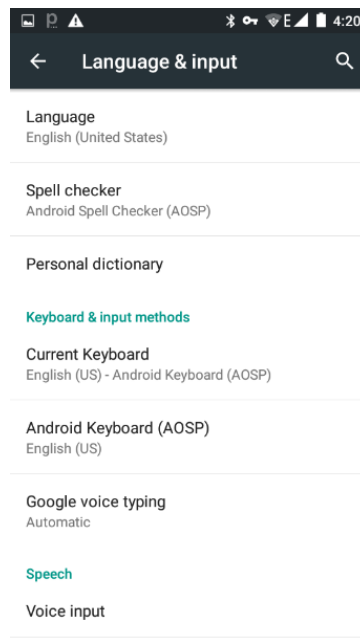 E 4:20
Language & input
Language
English (United States)
Spell checker
Android Spell Checker (AOSP)
Personal dictionary
Keyboard & input methods
Current Keyboard
English (US) - Android Keyboard (AOSP)
Android Keyboard (AOSP)
English (US)
Google voice typing
Automatic
Speech
Voice input